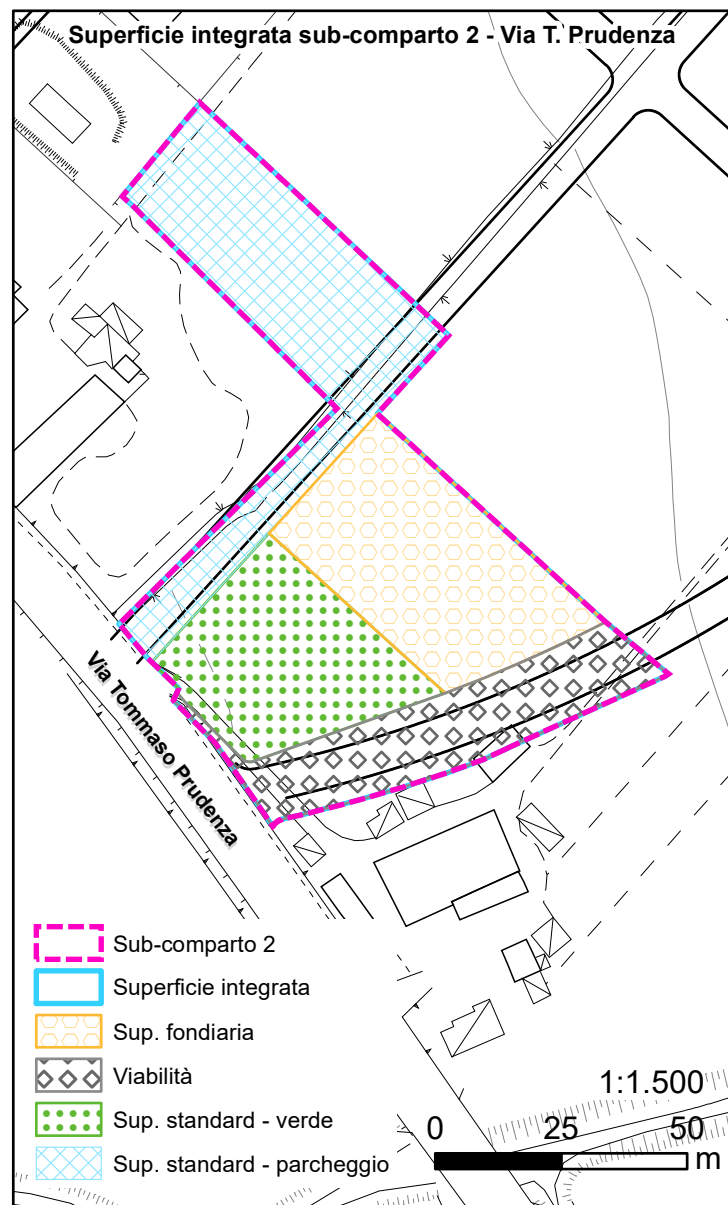 Superficie integrata sub-comparto 2 - Via T. Prudenza
Via Tommaso Prudenza
Sub-comparto 2
Superficie integrata
Sup. fondiaria
Viabilità
Sup. standard - verde
Sup. standard - parcheggio
1:1.500
0 25 50
m